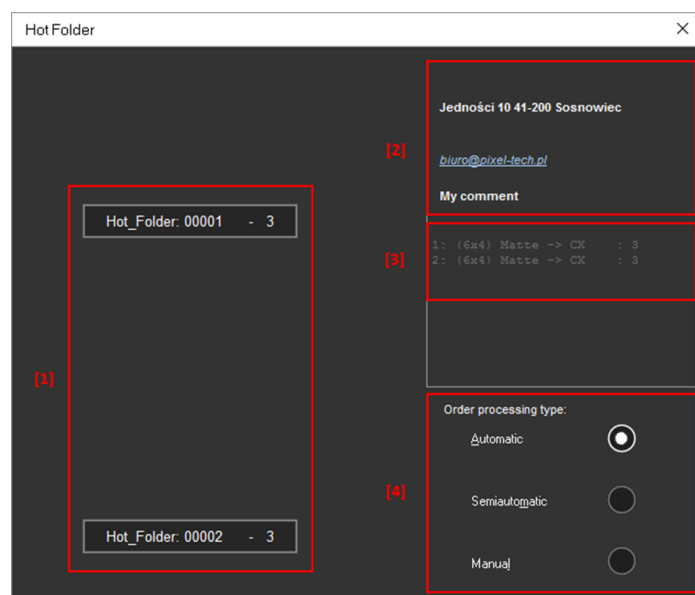 Hot Folder
Jedności 10 41-200 Sosnowiec
[2]
biuro@pixel-tech.pl
My comment
Hot_Folder: 00001 - 3
1: (6x4) Matte -> CX : 3
[3]
2: (6x4) Matte -> CX : 3
[1]
Order processing type:
Automatic
[4]
Semiautomatic
Hot_Folder: 00002 - 3
Manual